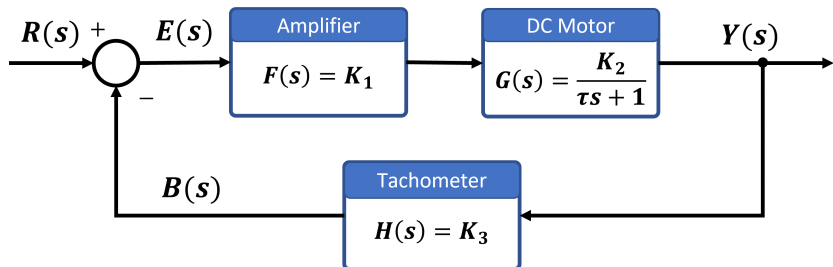 R(s) + E(s)
Amplifier
F(s) = K₁
DC Motor
G(s) = K₂ / (τs + 1)
Y(s)
−
B(s)
Tachometer
H(s) = K₃